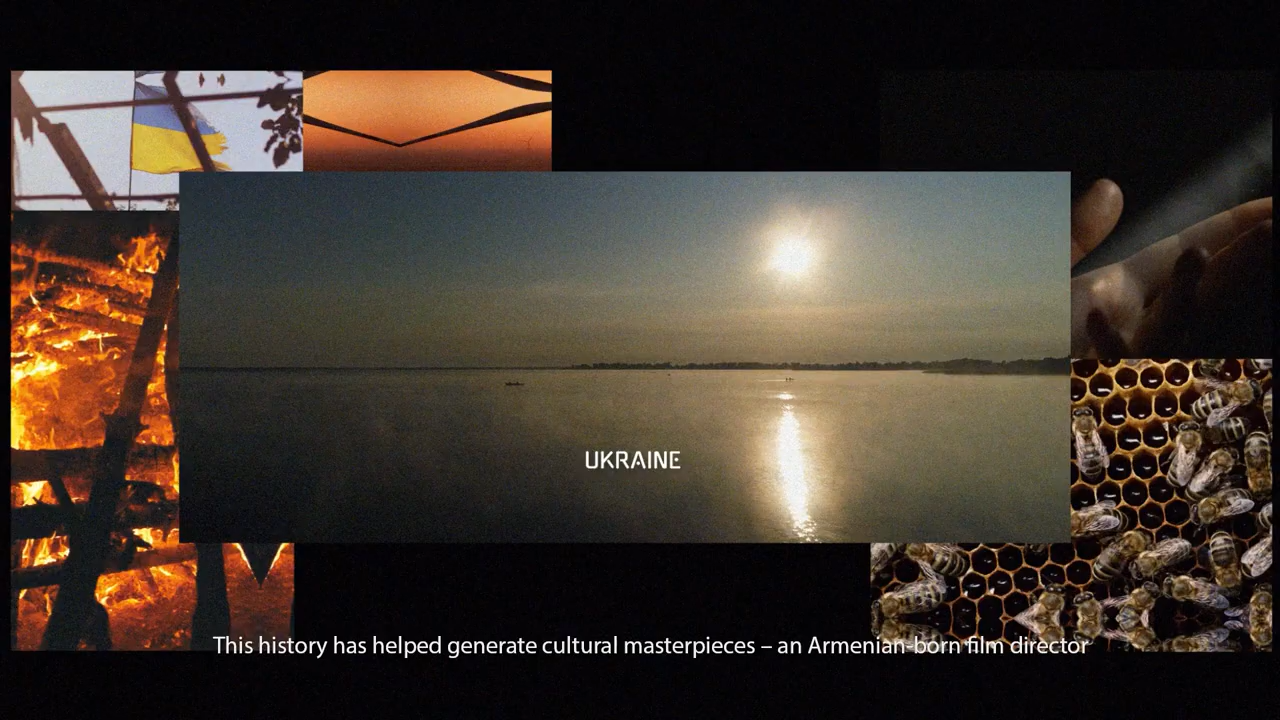 UKRAINE
This history has helped generate cultural masterpieces – an Armenian-born film director